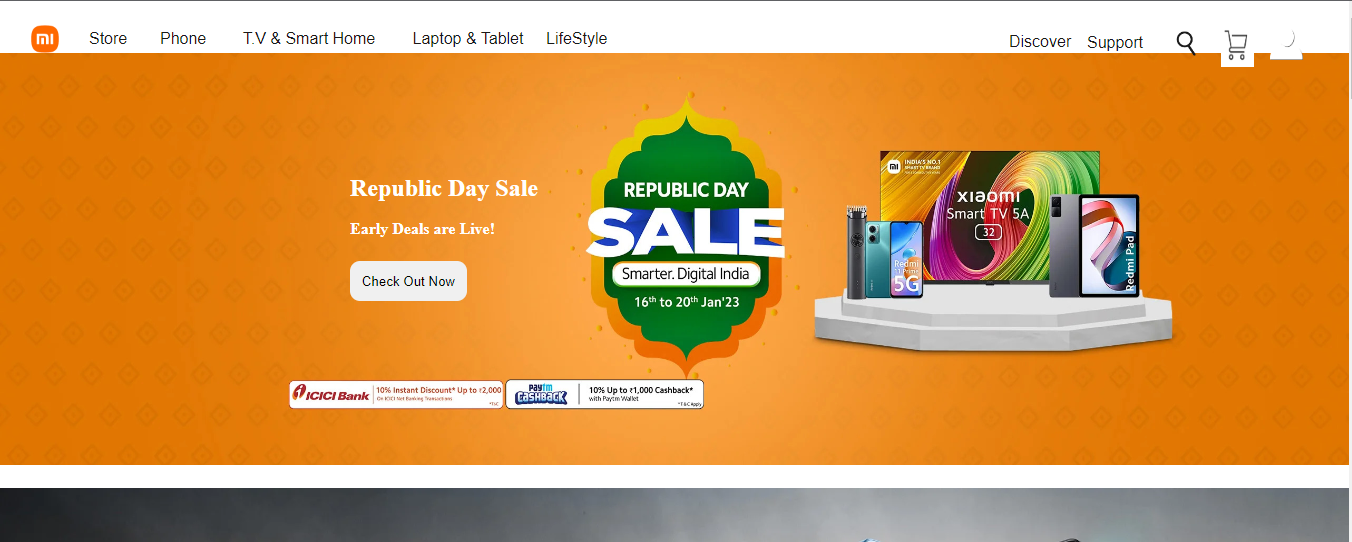 mi
Store
Phone
T.V & Smart Home
Laptop & Tablet
LifeStyle
Discover
Support
Republic Day Sale
Early Deals are Live!
Check Out Now
REPUBLIC DAY
SALE
Smarter. Digital India
16th to 20th Jan'23
mi
INDIA'S NO.1
SMART TV BRAND
xiaomi
Smart TV 5A
32
Redmi
11 Prime
5G
Redmi Pad
ICICI Bank
10% Instant Discount* Up to ₹2,000
On ICICI Net Banking Transactions
*T&C
paytm
CASHBACK
10% Up to ₹1,000 Cashback*
with Paytm Wallet
*T&C Apply